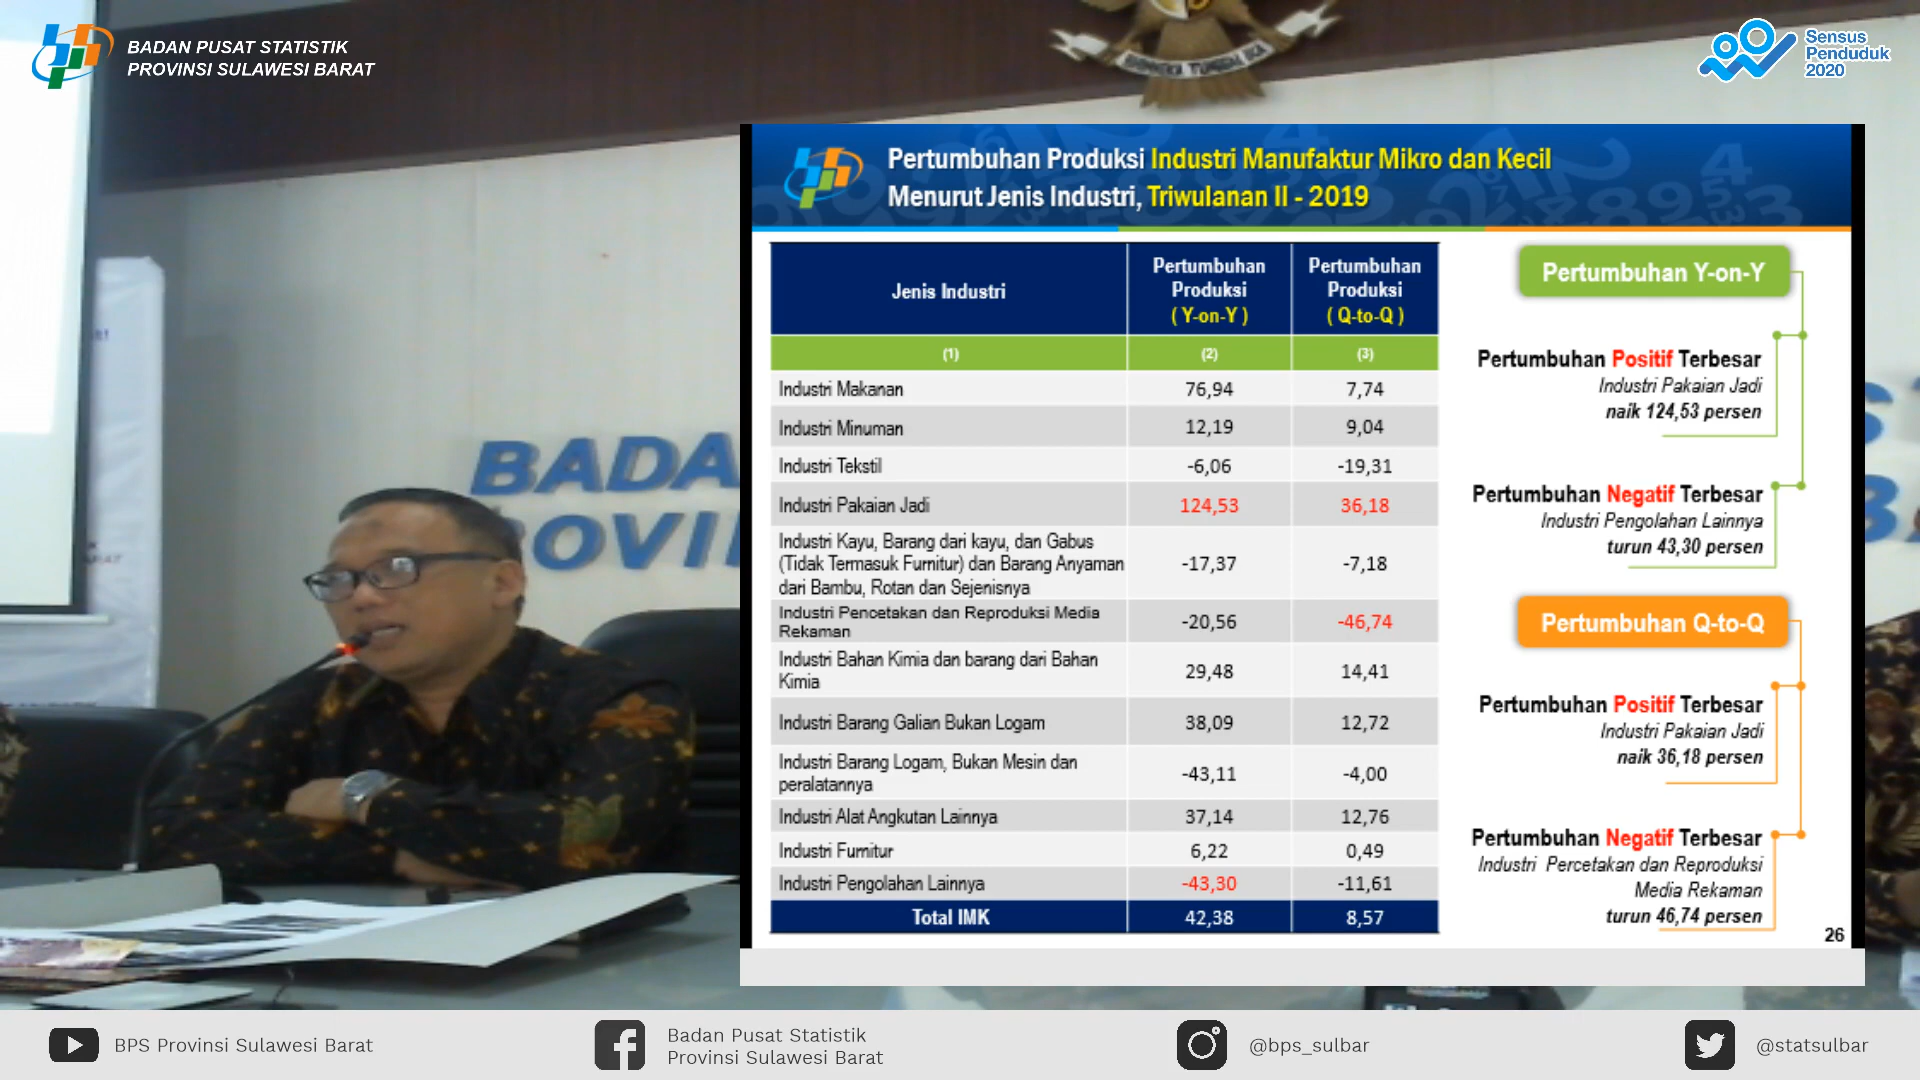 BADAN PUSAT STATISTIK
PROVINSI SULAWESI BARAT
Sensus
Penduduk
2020
Pertumbuhan Produksi Industri Manufaktur Mikro dan Kecil
Menurut Jenis Industri, Triwulanan II - 2019
Jenis Industri
Pertumbuhan
Produksi
( Y-on-Y )
Pertumbuhan
Produksi
( Q-to-Q )
(1) (2) (3)
Industri Makanan 76,94 7,74
Industri Minuman 12,19 9,04
Industri Tekstil -6,06 -19,31
Industri Pakaian Jadi 124,53 36,18
Industri Kayu, Barang dari kayu, dan Gabus
(Tidak Termasuk Furnitur) dan Barang Anyaman
dari Bambu, Rotan dan Sejenisnya
-17,37 -7,18
Industri Pencetakan dan Reproduksi Media
Rekaman
-20,56 -46,74
Industri Bahan Kimia dan barang dari Bahan
Kimia
29,48 14,41
Industri Barang Galian Bukan Logam 38,09 12,72
Industri Barang Logam, Bukan Mesin dan
peralatannya
-43,11 -4,00
Industri Alat Angkutan Lainnya 37,14 12,76
Industri Furnitur 6,22 0,49
Industri Pengolahan Lainnya -43,30 -11,61
Total IMK 42,38 8,57
Pertumbuhan Y-on-Y
Pertumbuhan Positif Terbesar
Industri Pakaian Jadi
naik 124,53 persen
Pertumbuhan Negatif Terbesar
Industri Pengolahan Lainnya
turun 43,30 persen
Pertumbuhan Q-to-Q
Pertumbuhan Positif Terbesar
Industri Pakaian Jadi
naik 36,18 persen
Pertumbuhan Negatif Terbesar
Industri Percetakan dan Reproduksi
Media Rekaman
turun 46,74 persen
26
BADA
ROVI
BPS Provinsi Sulawesi Barat
Badan Pusat Statistik
Provinsi Sulawesi Barat
@bps_sulbar
@statsulbar